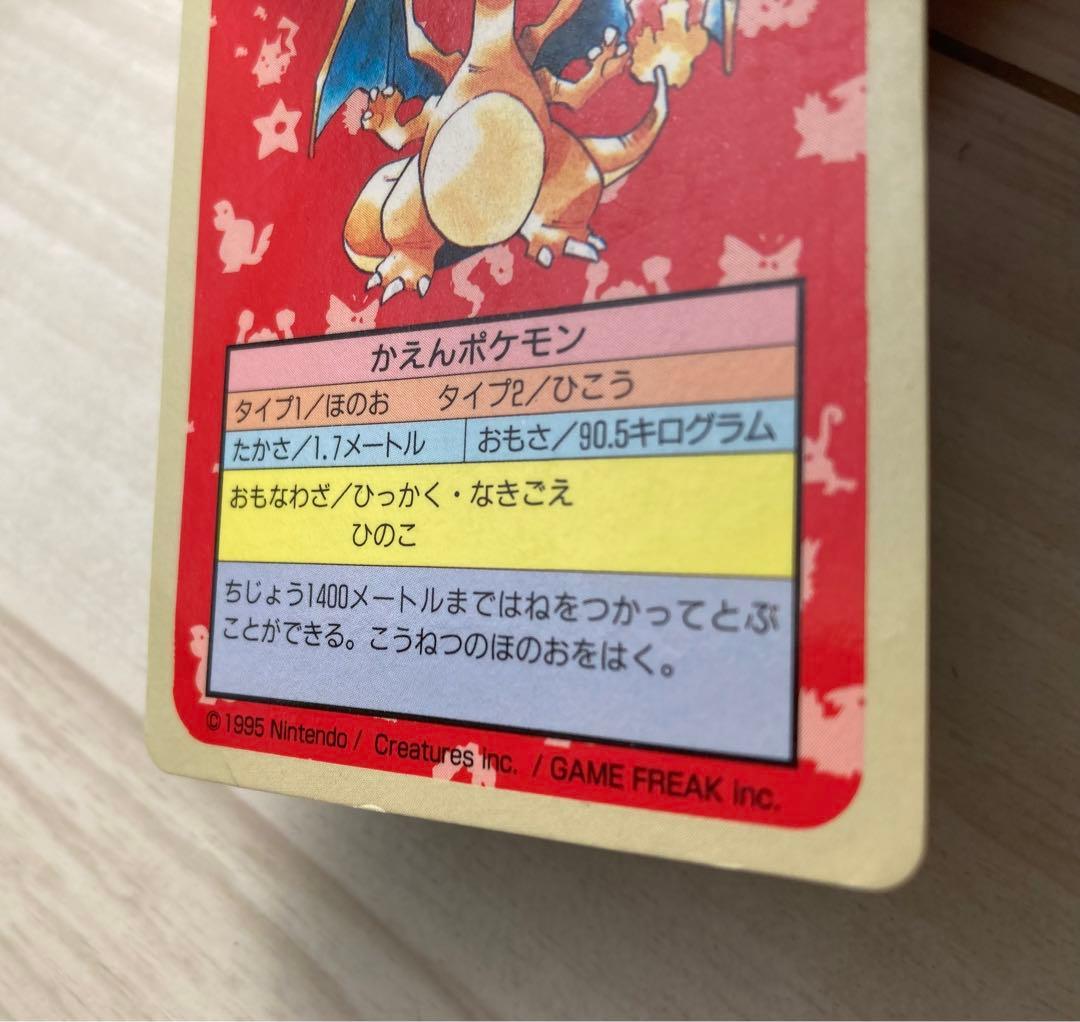 かえんポケモン
タイプ1/ほのお　タイプ2/ひこう
たかさ/1.7メートル　おもさ/90.5キログラム
おもなわざ/ひっかく・なきごえ
ひのこ
ちじょう1400メートルまではねをつかってとぶ
ことができる。こうねつのほのおをはく。
©1995 Nintendo / Creatures inc. / GAME FREAK inc.